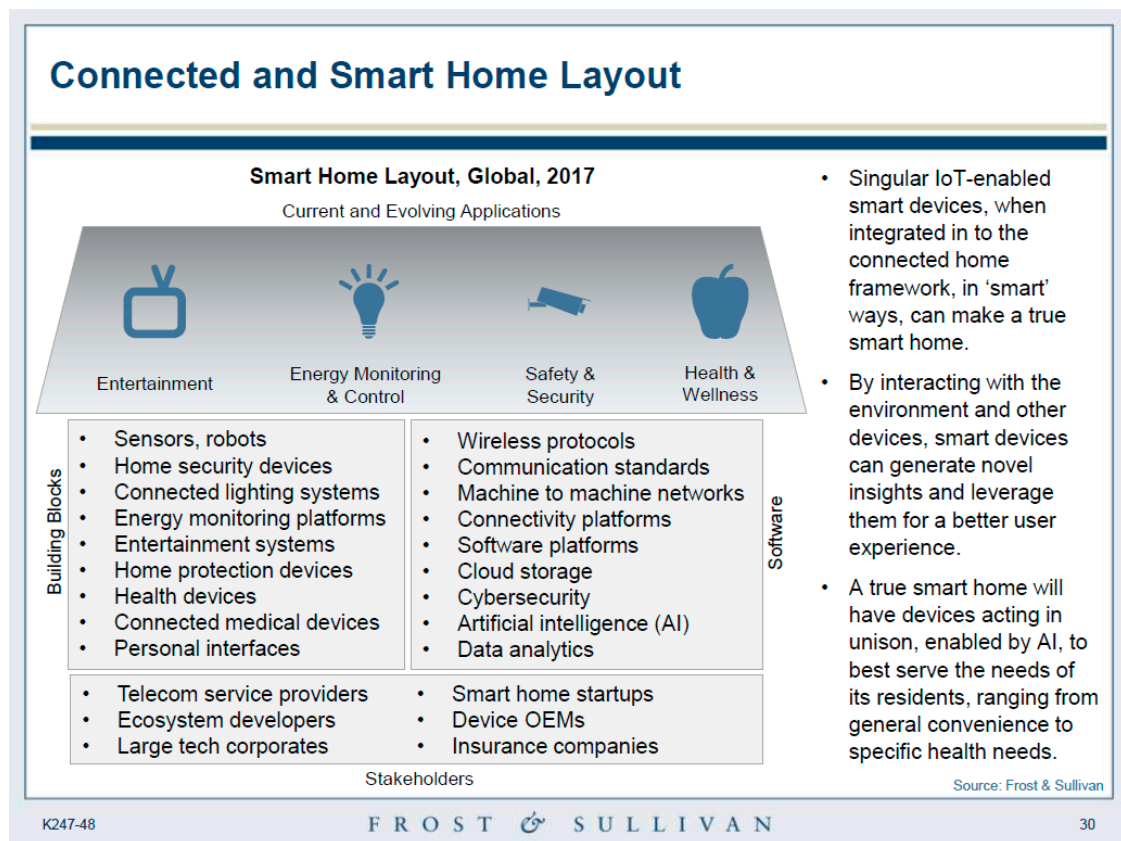 Connected and Smart Home Layout
Smart Home Layout, Global, 2017
Current and Evolving Applications
Entertainment
Energy Monitoring
& Control
Safety &
Security
Health &
Wellness
Building Blocks
• Sensors, robots
• Home security devices
• Connected lighting systems
• Energy monitoring platforms
• Entertainment systems
• Home protection devices
• Health devices
• Connected medical devices
• Personal interfaces
• Wireless protocols
• Communication standards
• Machine to machine networks
• Connectivity platforms
• Software platforms
• Cloud storage
• Cybersecurity
• Artificial intelligence (AI)
• Data analytics
Software
• Telecom service providers
• Ecosystem developers
• Large tech corporates
• Smart home startups
• Device OEMs
• Insurance companies
Stakeholders
• Singular IoT-enabled
smart devices, when
integrated in to the
connected home
framework, in ‘smart’
ways, can make a true
smart home.
• By interacting with the
environment and other
devices, smart devices
can generate novel
insights and leverage
them for a better user
experience.
• A true smart home will
have devices acting in
unison, enabled by AI, to
best serve the needs of
its residents, ranging from
general convenience to
specific health needs.
Source: Frost & Sullivan
K247-48
FROST & SULLIVAN
30